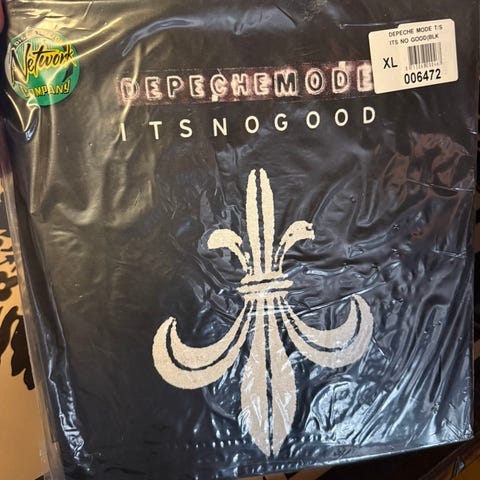 Network
COMPANY
DEPECHE MODE T/S
ITS NO GOOD(BLK
XL
006472
DEPECHEMODE
ITSNOGOOD